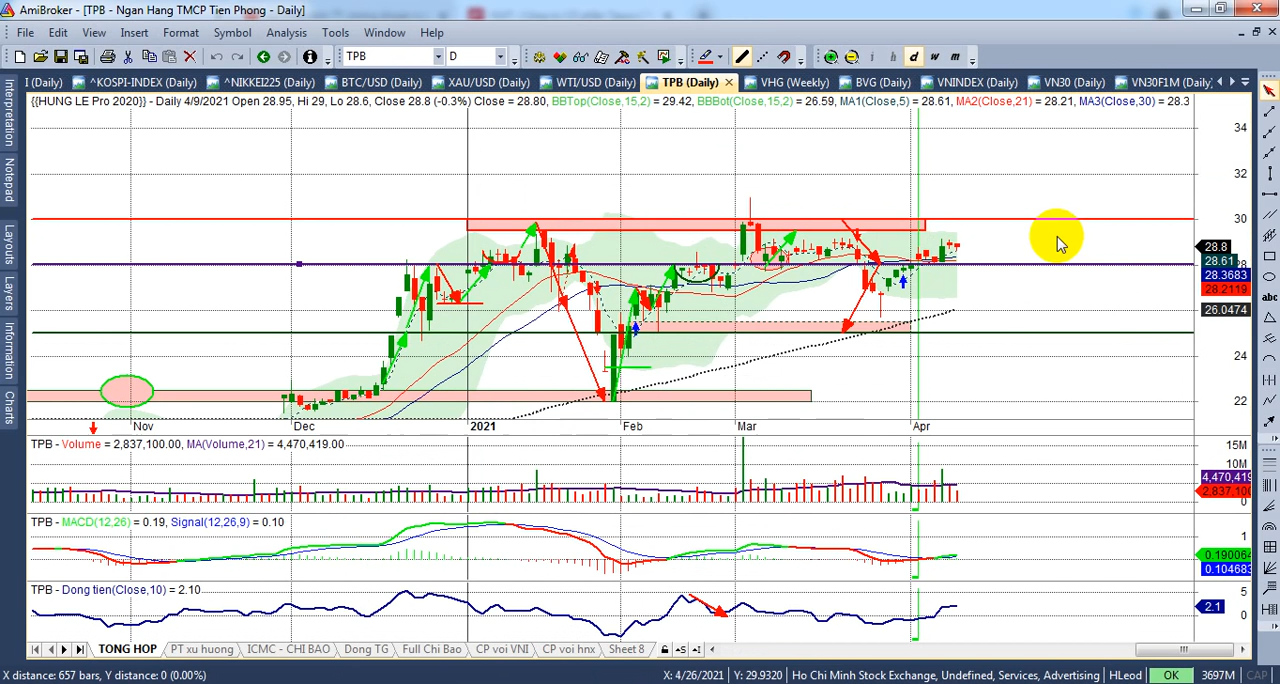 AmiBroker - [TPB - Ngan Hang TMCP Tien Phong - Daily]
File Edit View Insert Format Symbol Analysis Tools Window Help
TPB D i h d w m
I (Daily) ^KOSPI-INDEX (Daily) ^NIKKEI225 (Daily) BTC/USD (Daily) XAU/USD (Daily) WTI/USD (Daily) TPB (Daily) VHG (Weekly) BVG (Daily) VNINDEX (Daily) VN30 (Daily) VN30F1M (Daily)
{{HUNG LE Pro 2020}} - Daily 4/9/2021 Open 28.95, Hi 29, Lo 28.6, Close 28.8 (-0.3%) Close = 28.80, BBTop(Close,15,2) = 29.42, BBBot(Close,15,2) = 26.59, MA1(Close,5) = 28.61, MA2(Close,21) = 28.21, MA3(Close,30) = 28.3
Interpretation
Notepad
Layouts
Layers
Information
Charts
34
32
30
28.8
28.61
28.3683
28.2119
26.0474
24
22
Nov Dec 2021 Feb Mar Apr
TPB - Volume = 2,837,100.00, MA(Volume,21) = 4,470,419.00
15M
10M
4,470,419
2,837,100
0
TPB - MACD(12,26) = 0.19, Signal(12,26,9) = 0.10
1
0.190064
0.104683
TPB - Dong tien(Close,10) = 2.10
5
2.1
0
TONG HOP PT xu huong ICMC - CHI BAO Dong TG Full Chi Bao CP voi VNI CP voi hnx Sheet 8
X distance: 657 bars, Y distance: 0 (0.00%) X: 4/26/2021 Y: 29.9320 Ho Chi Minh Stock Exchange, Undefined, Services, Advertising HLeod OK 3697M CAP
abc